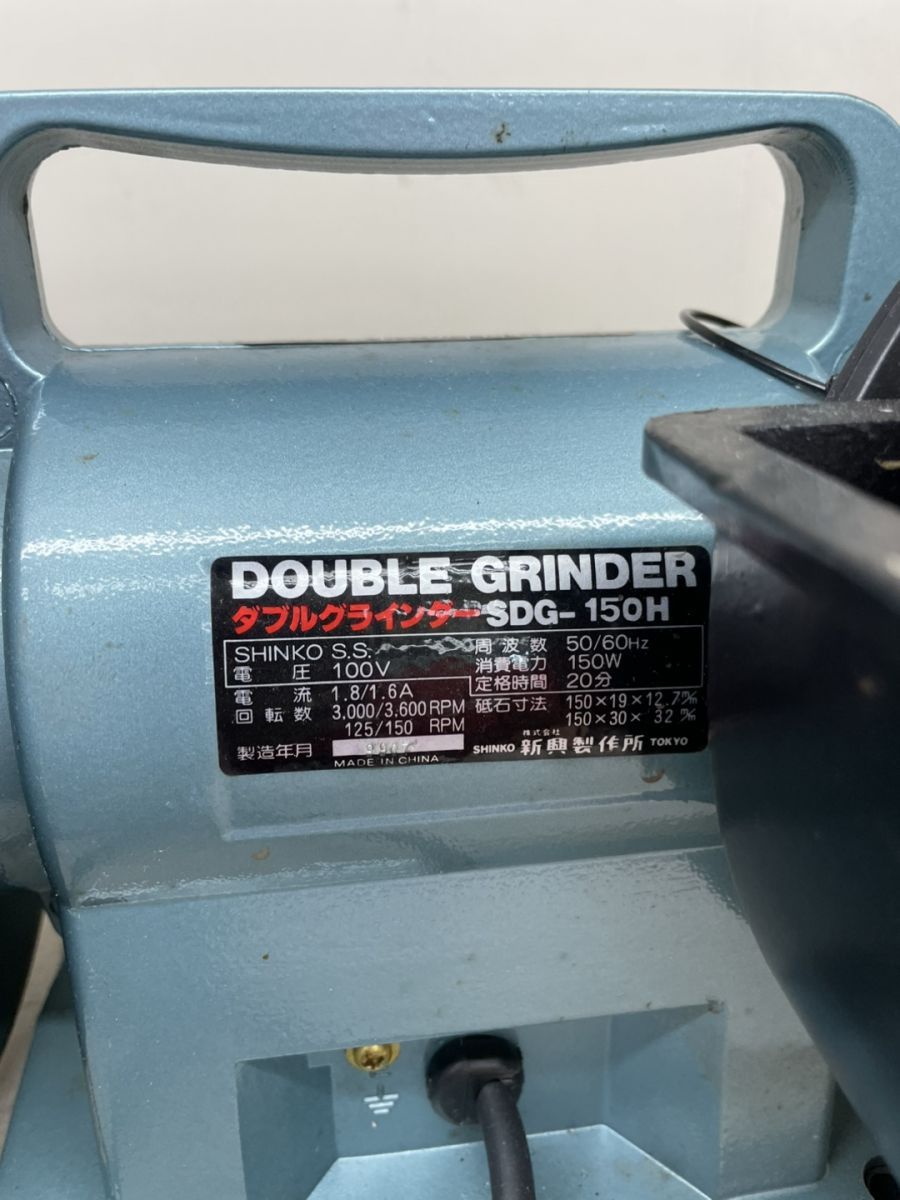 DOUBLE GRINDER
ダブルグラインダー SDG-150H
SHINKO S.S.
電圧 100V
電流 1.8/1.6A
回転数 3,000/3,600 RPM
125/150 RPM
製造年月
MADE IN CHINA
周波数 50/60Hz
消費電力 150W
定格時間 20分
砥石寸法 150×19×12.7m/m
150×30×32m/m
SHINKO 株式会社 新興製作所 TOKYO